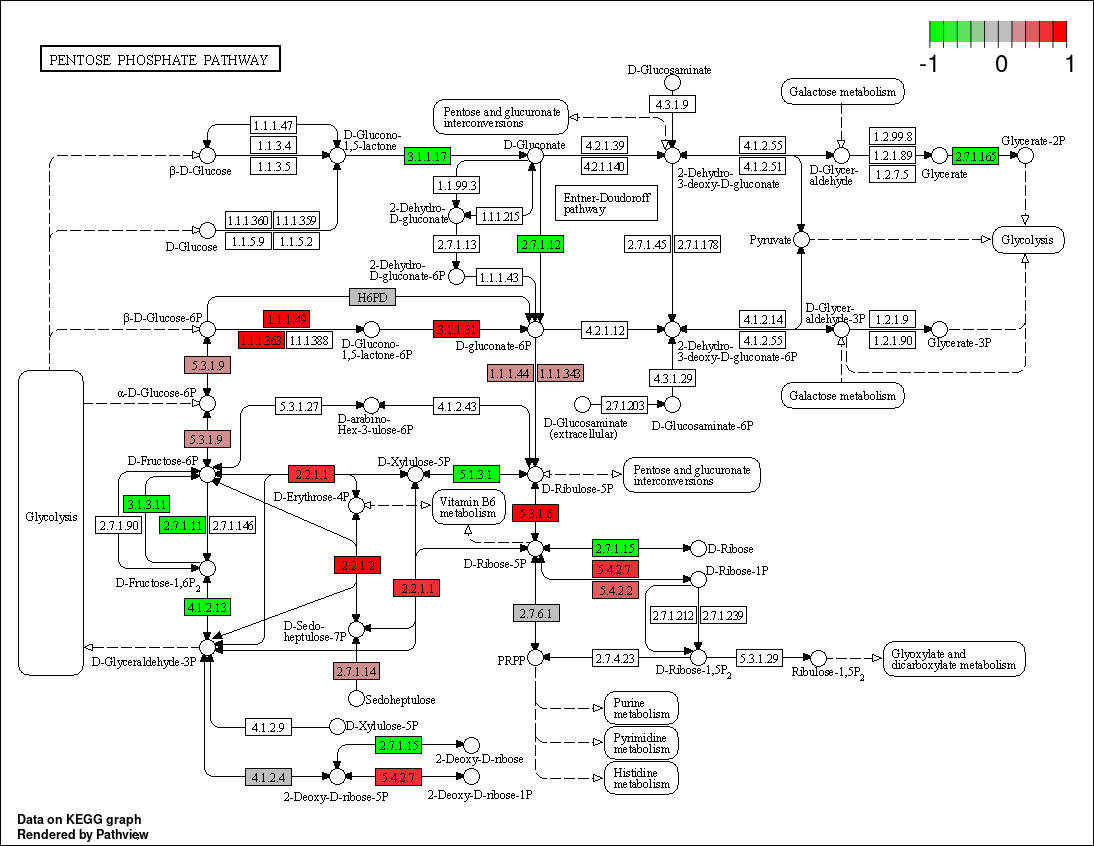 PENTOSE PHOSPHATE PATHWAY
-1 0 1
D-Glucosaminate
4.3.1.9
Galactose metabolism
Pentose and glucuronate
interconversions
1.1.1.47
1.1.3.4
1.1.3.5
β-D-Glucose
D-Glucono-
1,5-lactone
3.1.1.17
D-Gluconate
4.2.1.39
4.2.1.140
2-Dehydro-
3-deoxy-D-gluconate
4.1.2.55
4.1.2.51
D-Glycer-
aldehyde
1.2.99.8
1.2.1.89
1.2.7.5
Glycerate
2.7.1.165
Glycerate-2P
1.1.99.3
2-Dehydro-
D-gluconate
1.1.1.215
Entner-Doudoroff
pathway
1.1.1.360 1.1.1.359
1.1.5.9 1.1.5.2
D-Glucose
2.7.1.13
2.7.1.12
2.7.1.45 2.7.1.178
Pyruvate
Glycolysis
2-Dehydro-
D-gluconate-6P
1.1.1.43
H6PD
β-D-Glucose-6P
1.1.1.49
1.1.1.363 1.1.1.388
D-Glucono-
1,5-lactone-6P
3.1.1.31
D-gluconate-6P
4.2.1.12
2-Dehydro-
3-deoxy-D-gluconate-6P
4.1.2.14
4.1.2.55
D-Glycer-
aldehyde-3P
1.2.1.9
1.2.1.90
Glycerate-3P
5.3.1.9
1.1.1.44 1.1.1.343
4.3.1.29
α-D-Glucose-6P
Galactose metabolism
5.3.1.27
D-arabino-
Hex-3-ulose-6P
4.1.2.43
2.7.1.203
D-Glucosaminate
(extracellular)
D-Glucosaminate-6P
5.3.1.9
D-Fructose-6P
2.2.1.1
D-Xylulose-5P
5.1.3.1
D-Ribulose-5P
Pentose and glucuronate
interconversions
D-Erythrose-4P
Vitamin B6
metabolism
3.1.3.11
2.7.1.90
2.7.1.11
2.7.1.146
5.3.1.6
Glycolysis
D-Ribose-5P
2.7.1.15
D-Ribose
D-Fructose-1,6P2
2.2.1.2
2.2.1.1
5.4.2.7
5.4.2.2
D-Ribose-1P
4.1.2.13
2.7.6.1
2.7.1.212 2.7.1.239
D-Sedo-
heptulose-7P
D-Glyceraldehyde-3P
PRPP
2.7.4.23
D-Ribose-1,5P2
5.3.1.29
Ribulose-1,5P2
Glyoxylate and
dicarboxylate metabolism
2.7.1.14
Sedoheptulose
Purine
metabolism
4.1.2.9
D-Xylulose-5P
2.7.1.15
2-Deoxy-D-ribose
Pyrimidine
metabolism
4.1.2.4
2-Deoxy-D-ribose-5P
5.4.2.7
2-Deoxy-D-ribose-1P
Histidine
metabolism
Data on KEGG graph
Rendered by Pathview